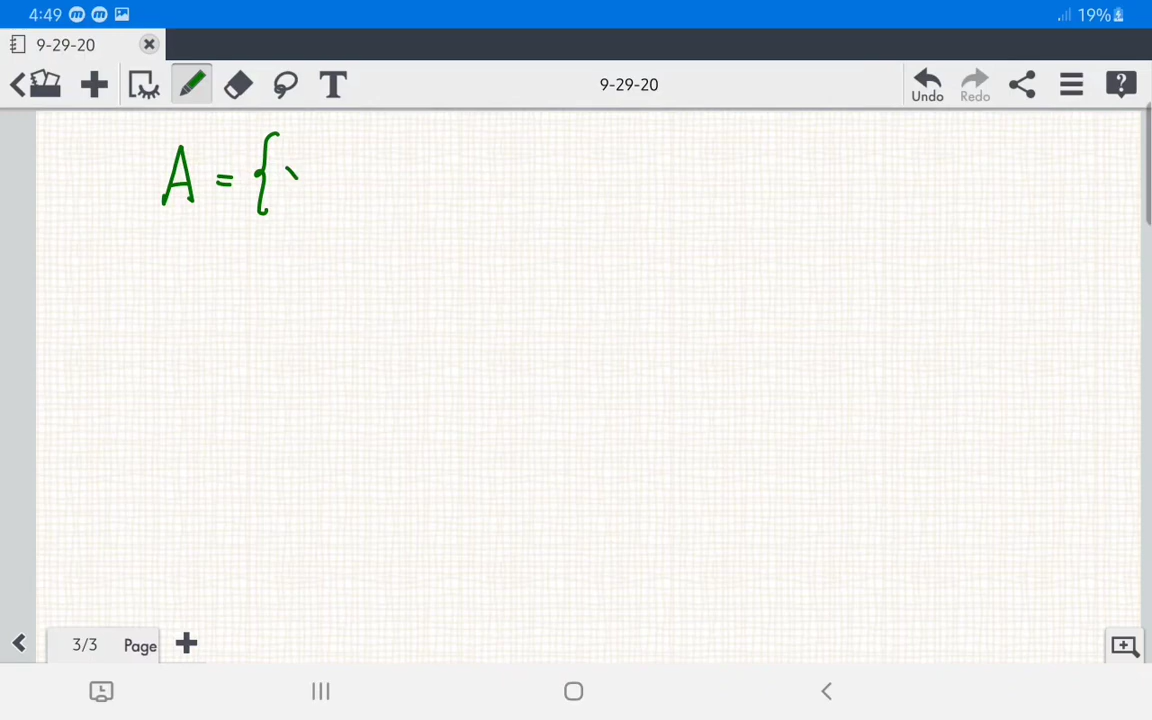 4:49 19%
9-29-20
9-29-20 Undo Redo
A = {
3/3 Page